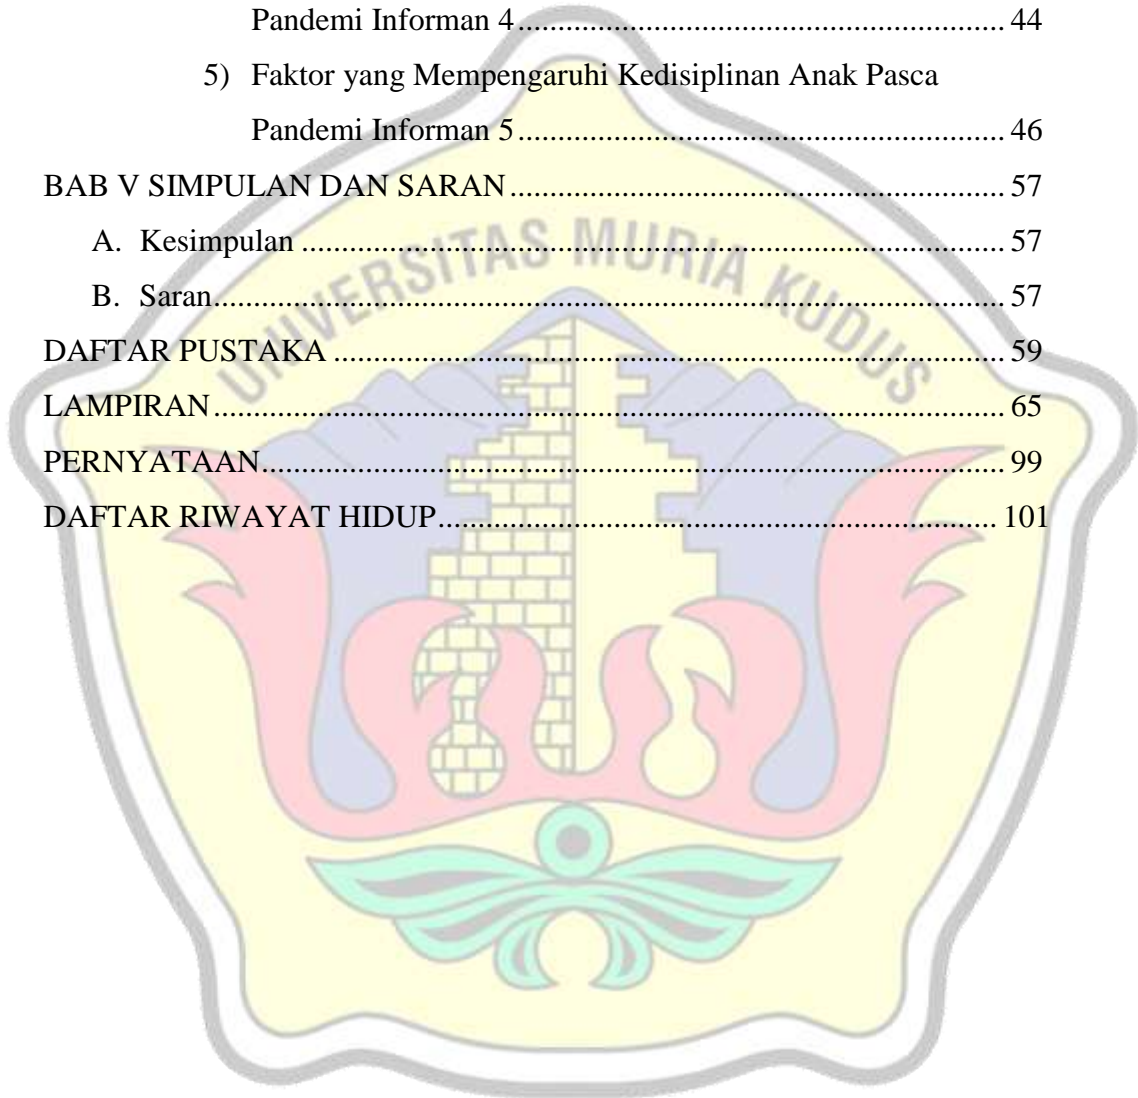 Pandemi Informan 4 ............................................................. 44
5) Faktor yang Mempengaruhi Kedisiplinan Anak Pasca
Pandemi Informan 5 ............................................................. 46
BAB V SIMPULAN DAN SARAN ............................................................. 57
A. Kesimpulan ............................................................. 57
B. Saran ............................................................. 57
DAFTAR PUSTAKA ............................................................. 59
LAMPIRAN ............................................................. 65
PERNYATAAN ............................................................. 99
DAFTAR RIWAYAT HIDUP ............................................................. 101
UNIVERSITAS MURIA KUDUS